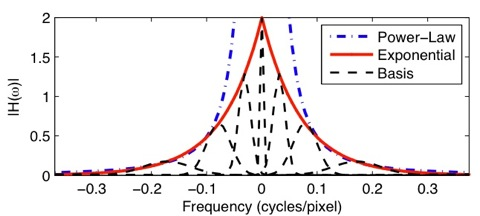 2
1.5
1
0.5
0
|H(ω)|
Power−Law
Exponential
Basis
−0.3 −0.2 −0.1 0 0.1 0.2 0.3
Frequency (cycles/pixel)